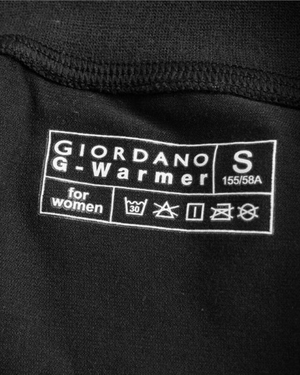 GIORDANO
G-Warmer
S
155/58A
for
women
30